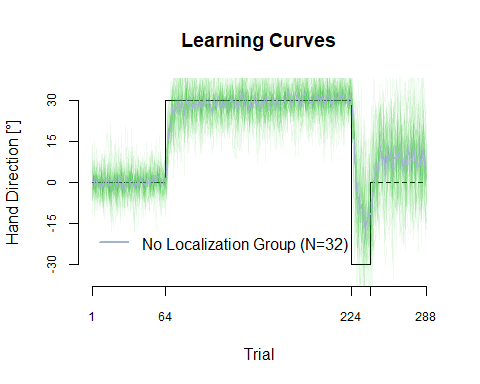 Learning Curves
Hand Direction [°]
30
15
0
-15
-30
No Localization Group (N=32)
1 64 224 288
Trial